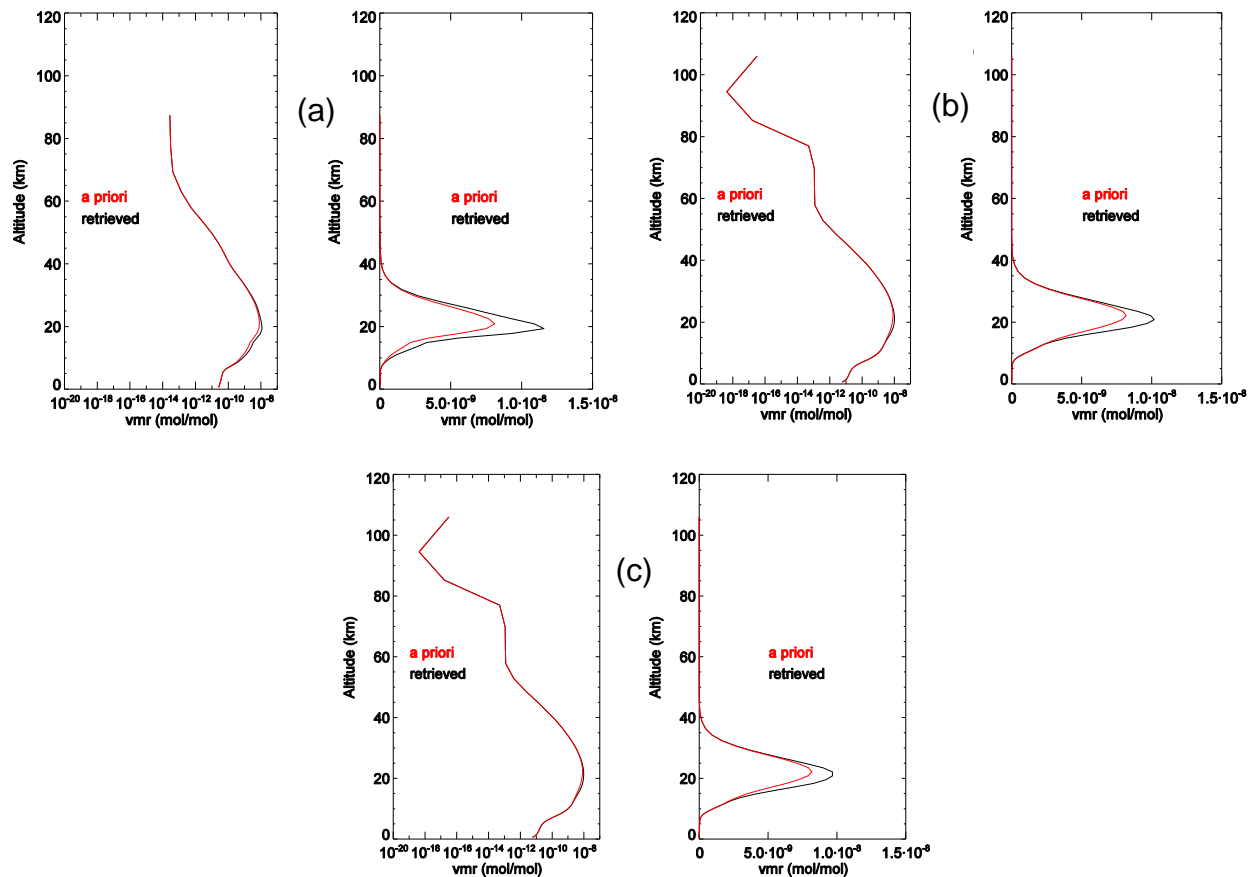 120
100
80
60
40
20
0
Altitude (km)
a priori
retrieved
10⁻²⁰ 10⁻¹⁸ 10⁻¹⁶ 10⁻¹⁴ 10⁻¹² 10⁻¹⁰ 10⁻⁸
vmr (mol/mol)
(a)
120
100
80
60
40
20
0
Altitude (km)
a priori
retrieved
0 5.0·10⁻⁹ 1.0·10⁻⁸ 1.5·10⁻⁸
vmr (mol/mol)
120
100
80
60
40
20
0
Altitude (km)
a priori
retrieved
10⁻²⁰ 10⁻¹⁸ 10⁻¹⁶ 10⁻¹⁴ 10⁻¹² 10⁻¹⁰ 10⁻⁸
vmr (mol/mol)
(b)
120
100
80
60
40
20
0
Altitude (km)
a priori
retrieved
0 5.0·10⁻⁹ 1.0·10⁻⁸ 1.5·10⁻⁸
vmr (mol/mol)
120
100
80
60
40
20
0
Altitude (km)
a priori
retrieved
10⁻²⁰ 10⁻¹⁸ 10⁻¹⁶ 10⁻¹⁴ 10⁻¹² 10⁻¹⁰ 10⁻⁸
vmr (mol/mol)
(c)
120
100
80
60
40
20
0
Altitude (km)
a priori
retrieved
0 5.0·10⁻⁹ 1.0·10⁻⁸ 1.5·10⁻⁸
vmr (mol/mol)